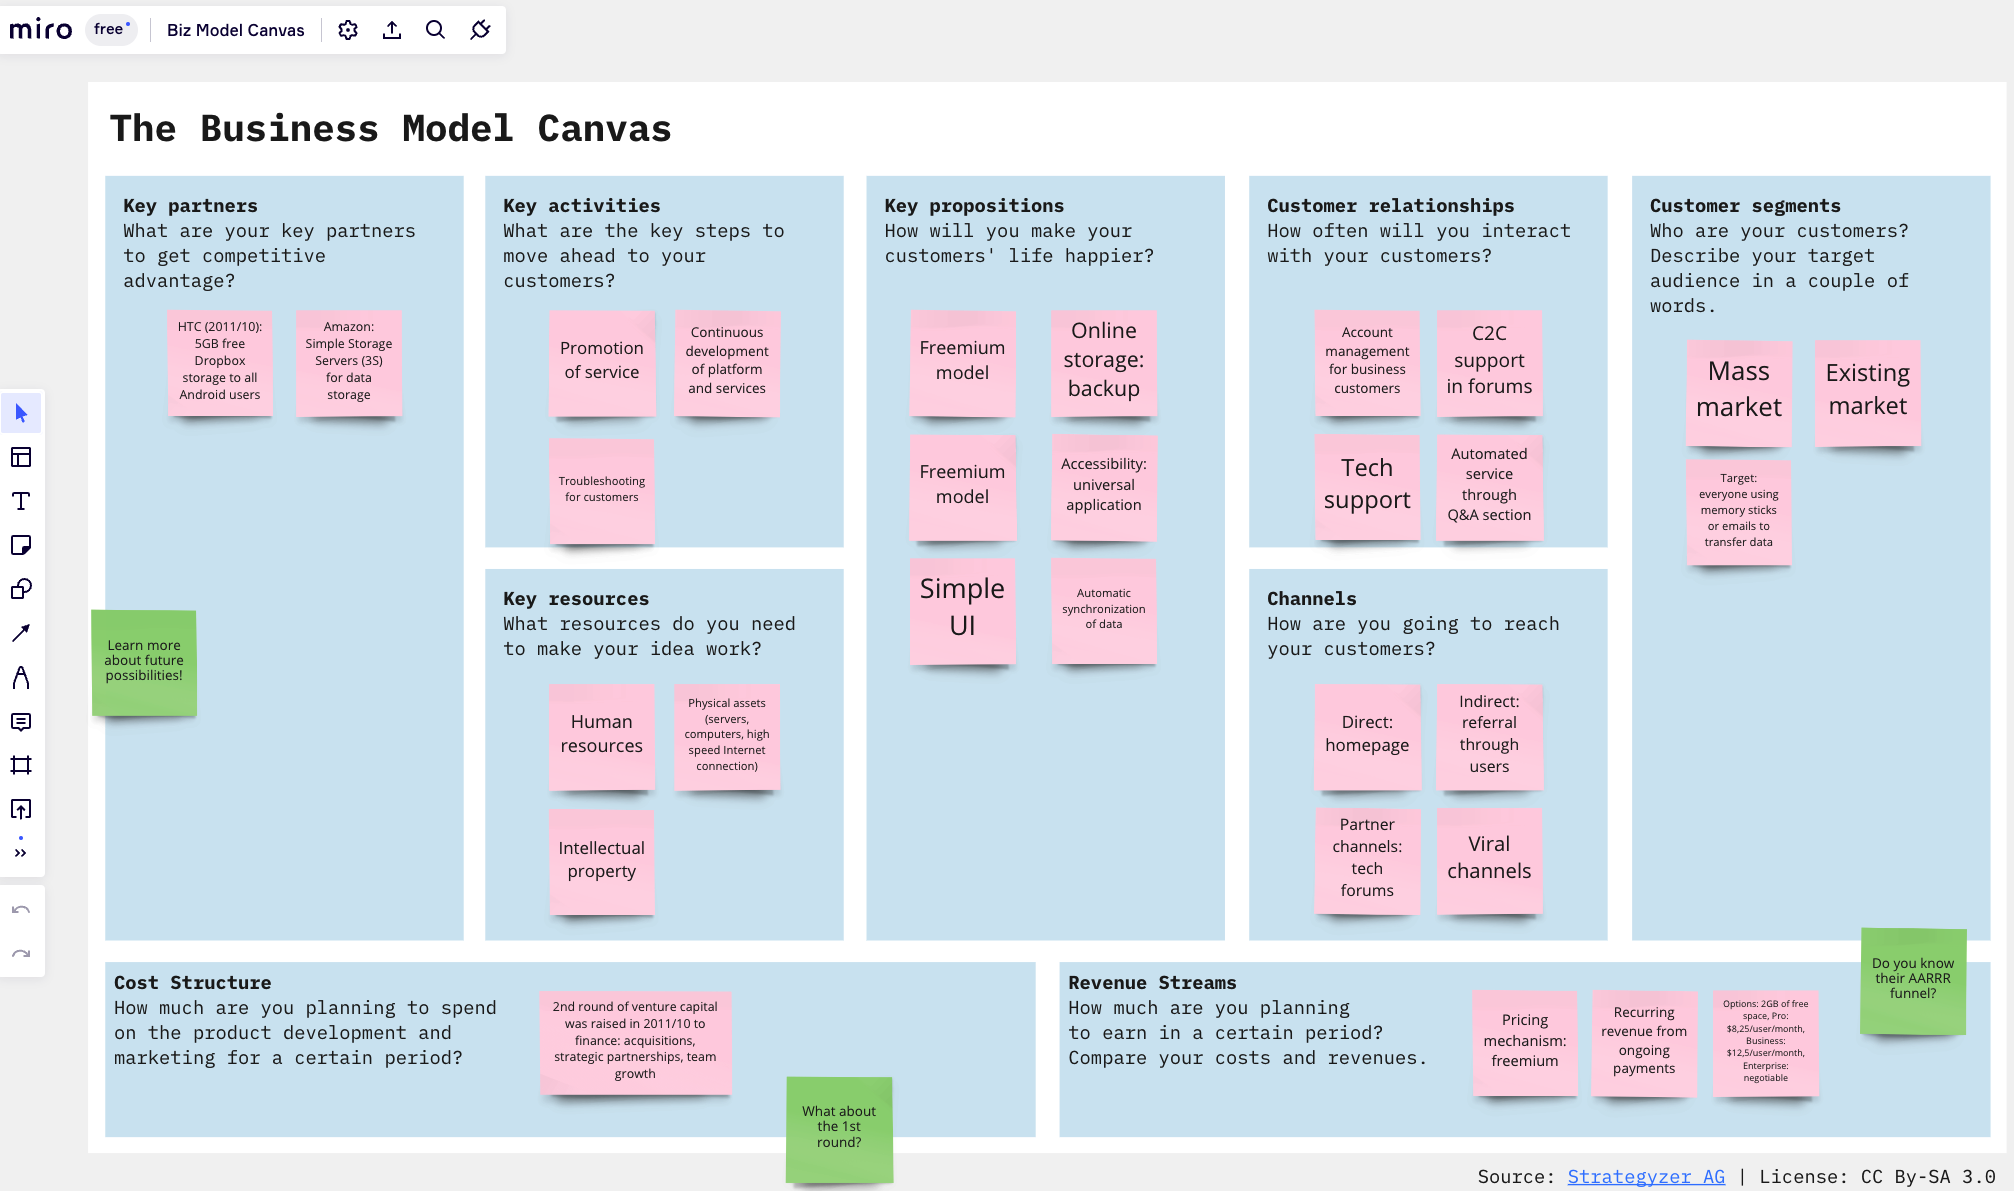 miro free Biz Model Canvas
The Business Model Canvas
Key partners
What are your key partners
to get competitive
advantage?
HTC (2011/10):
5GB free
Dropbox
storage to all
Android users
Amazon:
Simple Storage
Servers (3S)
for data
storage
Learn more
about future
possibilities!
Key activities
What are the key steps to
move ahead to your
customers?
Promotion
of service
Continuous
development
of platform
and services
Troubleshooting
for customers
Key resources
What resources do you need
to make your idea work?
Human
resources
Physical assets
(servers,
computers, high
speed Internet
connection)
Intellectual
property
Key propositions
How will you make your
customers' life happier?
Freemium
model
Online
storage:
backup
Freemium
model
Accessibility:
universal
application
Simple
UI
Automatic
synchronization
of data
Customer relationships
How often will you interact
with your customers?
Account
management
for business
customers
C2C
support
in forums
Tech
support
Automated
service
through
Q&A section
Channels
How are you going to reach
your customers?
Direct:
homepage
Indirect:
referral
through
users
Partner
channels:
tech
forums
Viral
channels
Customer segments
Who are your customers?
Describe your target
audience in a couple of
words.
Mass
market
Existing
market
Target:
everyone using
memory sticks
or emails to
transfer data
Cost Structure
How much are you planning to spend
on the product development and
marketing for a certain period?
2nd round of venture capital
was raised in 2011/10 to
finance: acquisitions,
strategic partnerships, team
growth
What about
the 1st
round?
Revenue Streams
How much are you planning
to earn in a certain period?
Compare your costs and revenues.
Pricing
mechanism:
freemium
Recurring
revenue from
ongoing
payments
Options: 2GB of free
space, Pro:
$8,25/user/month,
Business:
$12,5/user/month,
Enterprise:
negotiable
Do you know
their AARRR
funnel?
Source: Strategyzer AG | License: CC By-SA 3.0